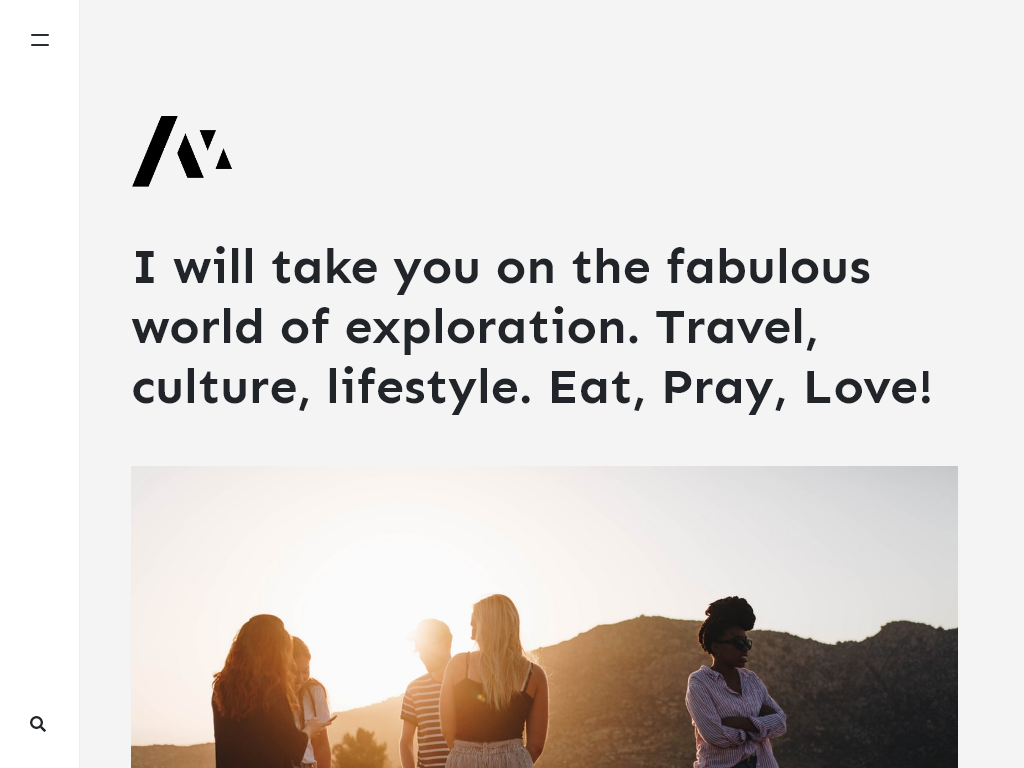 I will take you on the fabulous
world of exploration. Travel,
culture, lifestyle. Eat, Pray, Love!